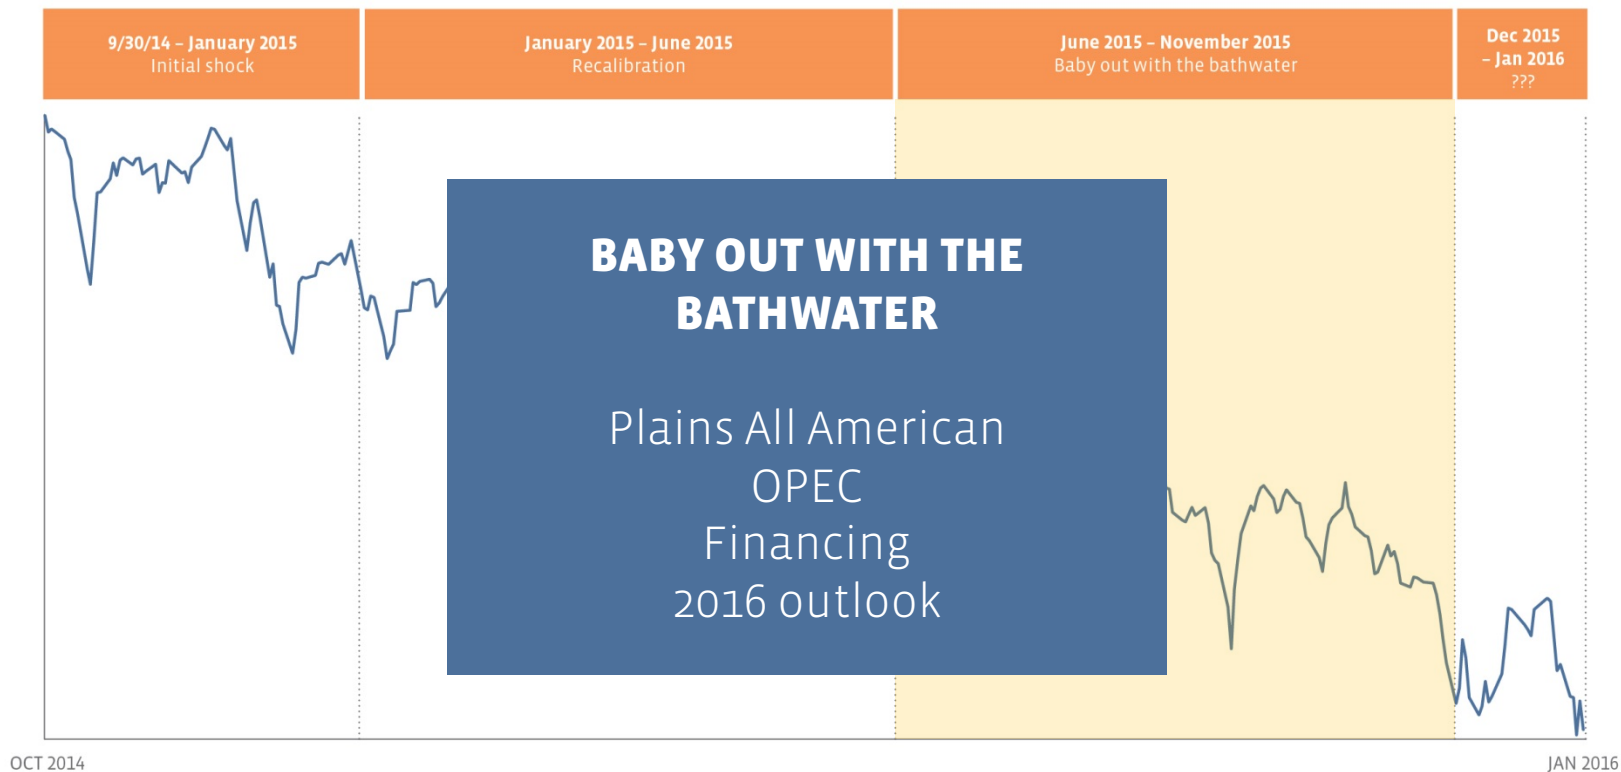 9/30/14 – January 2015
Initial shock
January 2015 – June 2015
Recalibration
June 2015 – November 2015
Baby out with the bathwater
Dec 2015
– Jan 2016
???
BABY OUT WITH THE
BATHWATER
Plains All American
OPEC
Financing
2016 outlook
OCT 2014
JAN 2016